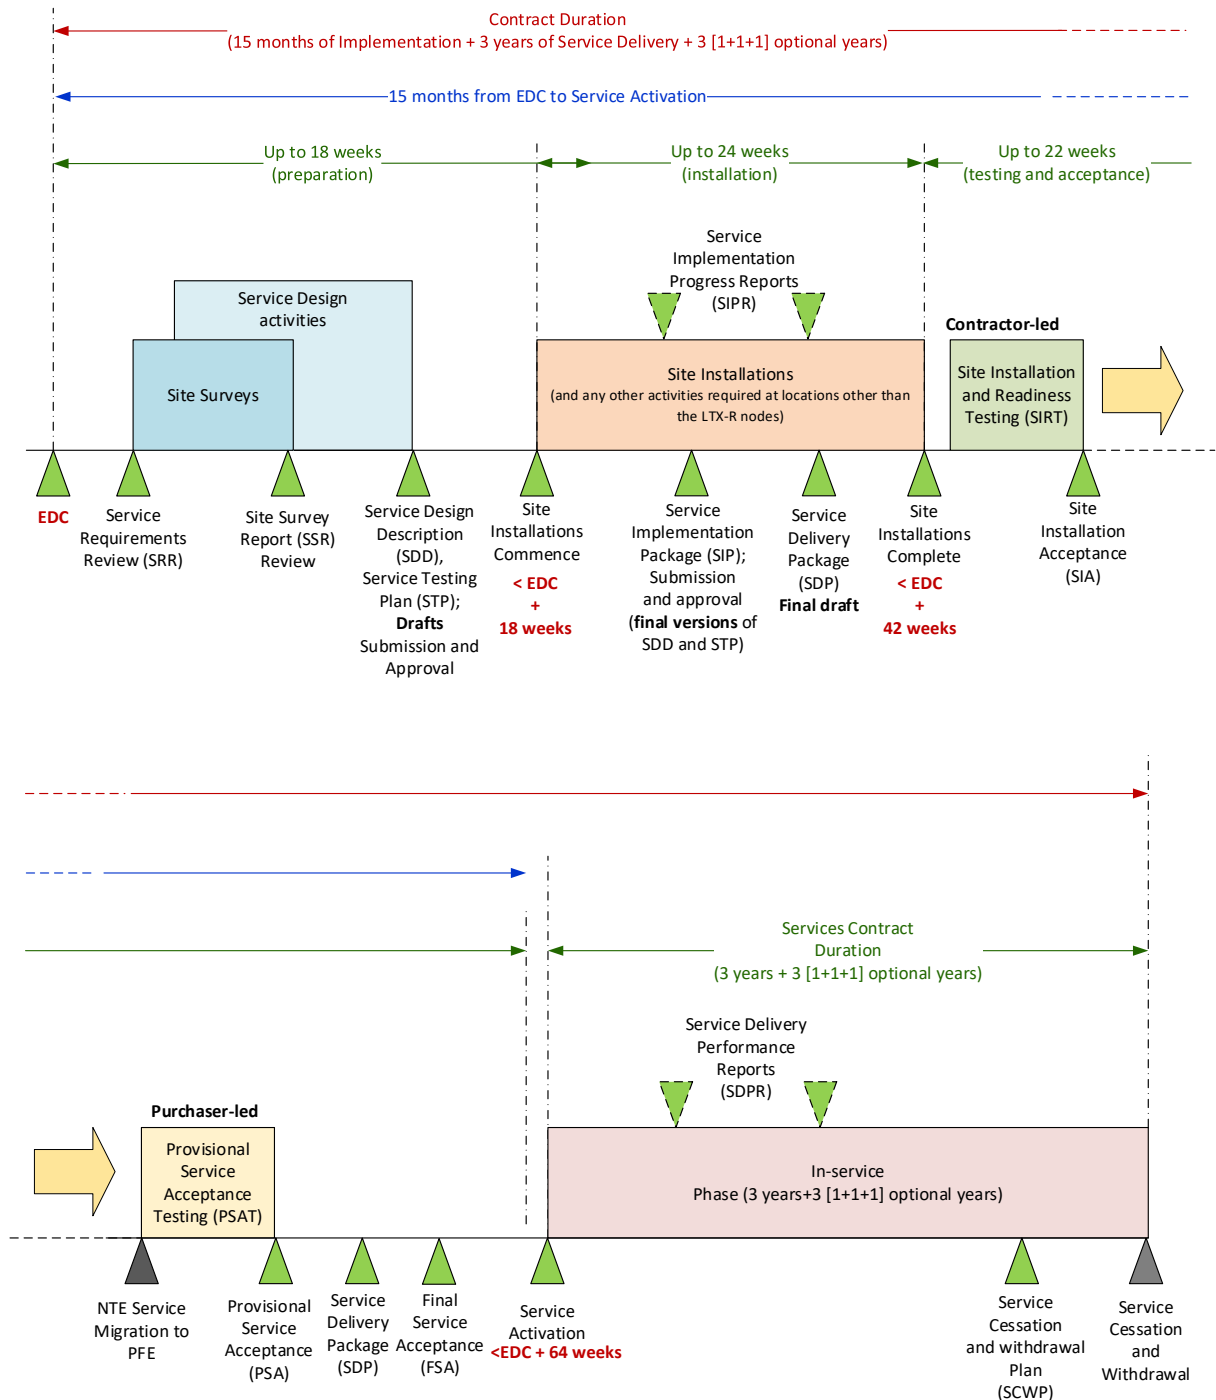 Contract Duration
(15 months of Implementation + 3 years of Service Delivery + 3 [1+1+1] optional years)
15 months from EDC to Service Activation
Up to 18 weeks
(preparation)
Up to 24 weeks
(installation)
Up to 22 weeks
(testing and acceptance)
Service
Implementation
Progress Reports
(SIPR)
Service Design
activities
Site Surveys
Site Installations
(and any other activities required at locations other than
the LTX-R nodes)
Contractor-led
Site Installation
and Readiness
Testing (SIRT)
EDC
Service
Requirements
Review (SRR)
Site Survey
Report (SSR)
Review
Service Design
Description
(SDD),
Service Testing
Plan (STP);
Drafts
Submission and
Approval
Site
Installations
Commence
< EDC
+
18 weeks
Service
Implementation
Package (SIP);
Submission
and approval
(final versions of
SDD and STP)
Service
Delivery
Package
(SDP)
Final draft
Site
Installations
Complete
< EDC
+
42 weeks
Site
Installation
Acceptance
(SIA)
Services Contract
Duration
(3 years + 3 [1+1+1] optional years)
Service Delivery
Performance
Reports
(SDPR)
Purchaser-led
Provisional
Service
Acceptance
Testing (PSAT)
In-service
Phase (3 years+3 [1+1+1] optional years)
NTE Service
Migration to
PFE
Provisional
Service
Acceptance
(PSA)
Service
Delivery
Package
(SDP)
Final
Service
Acceptance
(FSA)
Service
Activation
<EDC + 64 weeks
Service
Cessation
and withdrawal
Plan
(SCWP)
Service
Cessation
and
Withdrawal